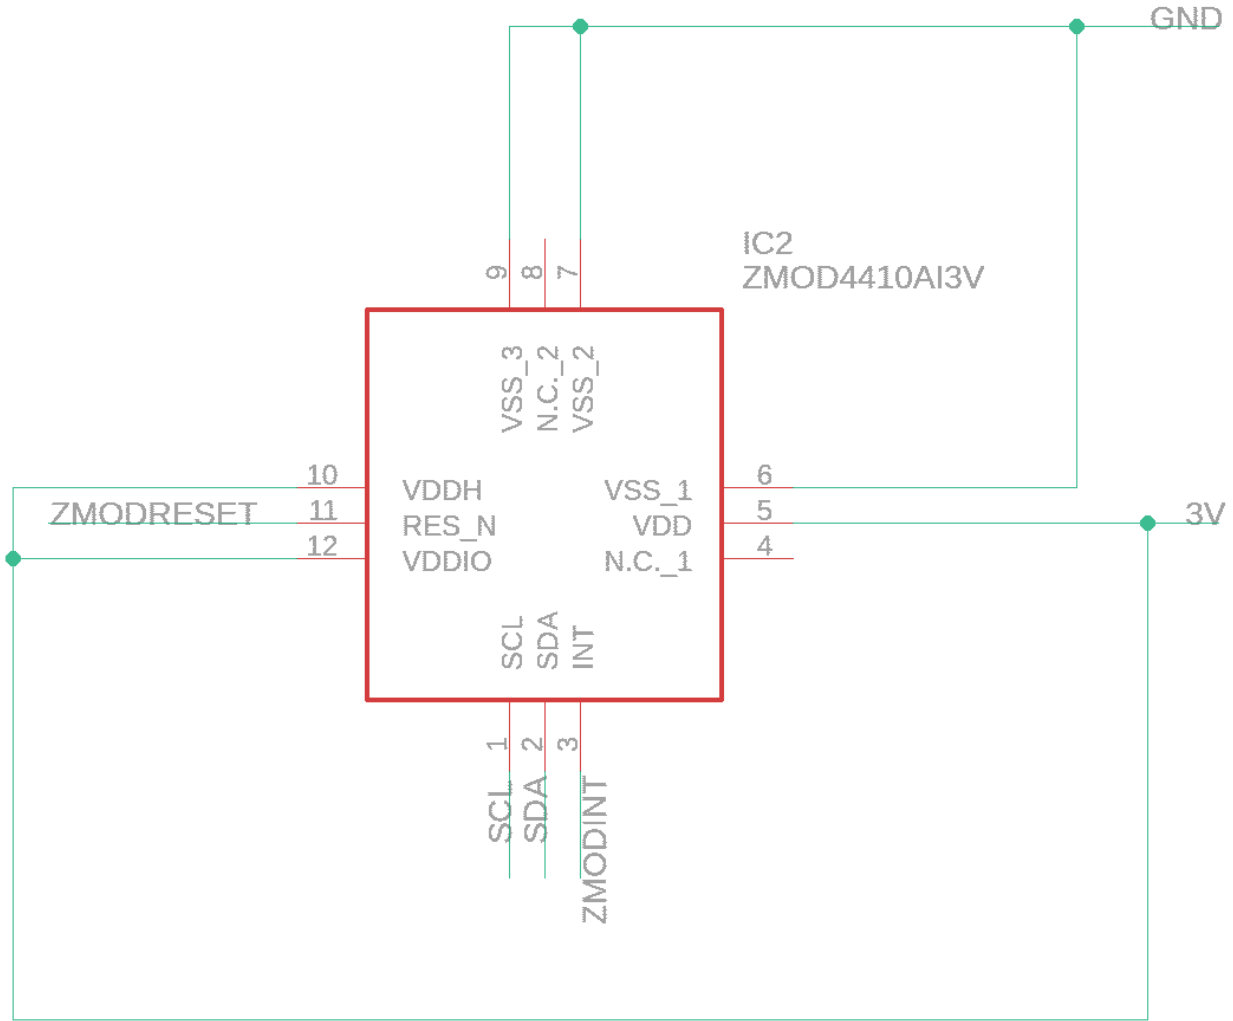 GND
IC2
ZMOD4410AI3V
9
8
7
VSS_3
N.C._2
VSS_2
10
VDDH
VSS_1
6
ZMODRESET
11
RES_N
VDD
5
3V
12
VDDIO
N.C._1
4
SCL
SDA
INT
1
2
3
SCL
SDA
ZMODINT